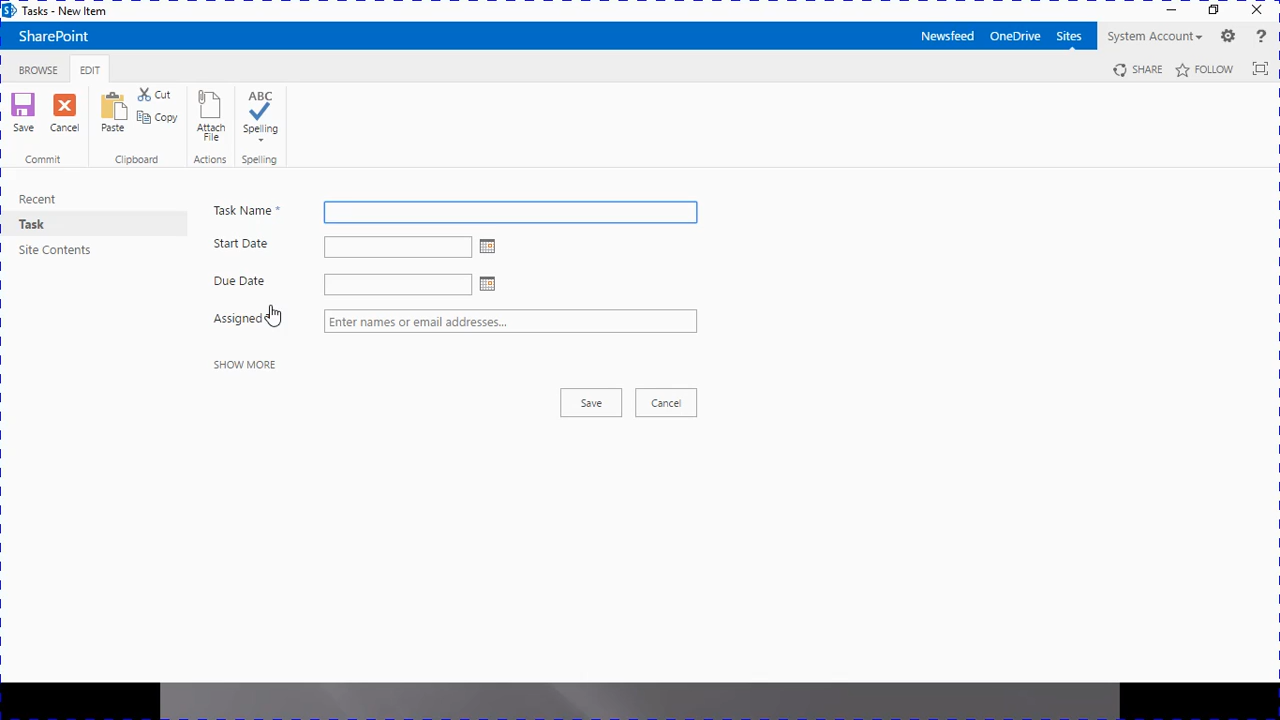 Tasks - New Item
SharePoint
Newsfeed OneDrive Sites System Account ?
BROWSE EDIT SHARE FOLLOW
Save Cancel Paste Cut Copy Attach File ABC Spelling
Commit Clipboard Actions Spelling
Recent
Task
Site Contents
Task Name *
Start Date
Due Date
Assigned Enter names or email addresses...
SHOW MORE
Save Cancel